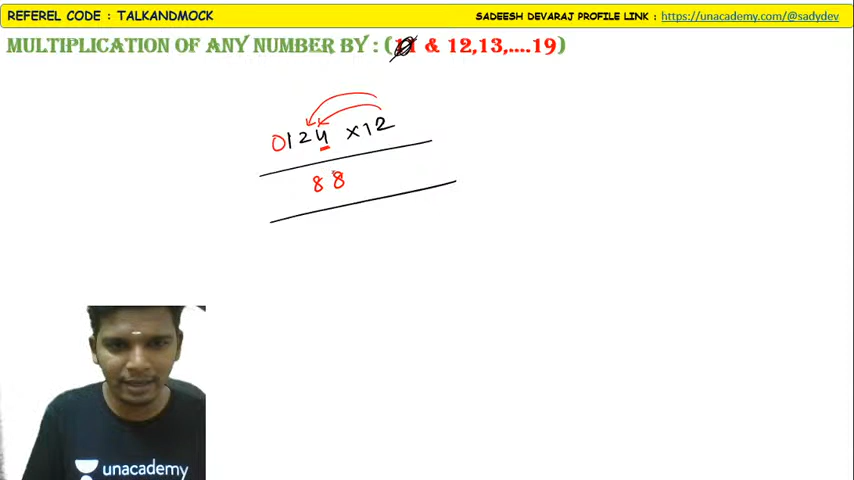 REFEREL CODE : TALKANDMOCK
SADEESH DEVARAJ PROFILE LINK : https://unacademy.com/@sadydev
MULTIPLICATION OF ANY NUMBER BY : (11 & 12,13,....19)
0124 x12
88
unacademy